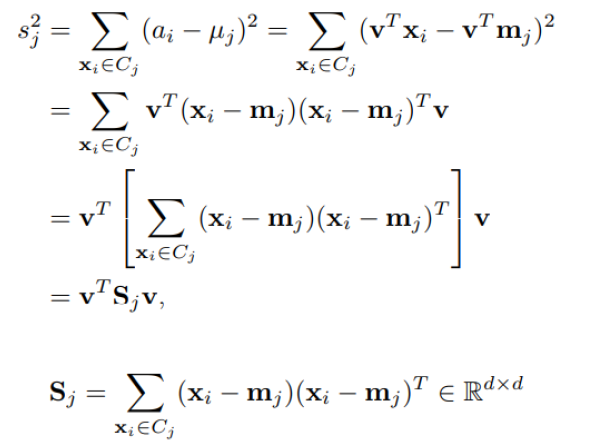 $s_j^2 = \sum_{\mathbf{x}_i \in C_j} (a_i - \mu_j)^2 = \sum_{\mathbf{x}_i \in C_j} (\mathbf{v}^T \mathbf{x}_i - \mathbf{v}^T \mathbf{m}_j)^2$
$= \sum_{\mathbf{x}_i \in C_j} \mathbf{v}^T (\mathbf{x}_i - \mathbf{m}_j)(\mathbf{x}_i - \mathbf{m}_j)^T \mathbf{v}$
$= \mathbf{v}^T \left[ \sum_{\mathbf{x}_i \in C_j} (\mathbf{x}_i - \mathbf{m}_j)(\mathbf{x}_i - \mathbf{m}_j)^T \right] \mathbf{v}$
$= \mathbf{v}^T \mathbf{S}_j \mathbf{v},$
$\mathbf{S}_j = \sum_{\mathbf{x}_i \in C_j} (\mathbf{x}_i - \mathbf{m}_j)(\mathbf{x}_i - \mathbf{m}_j)^T \in \mathbb{R}^{d \times d}$